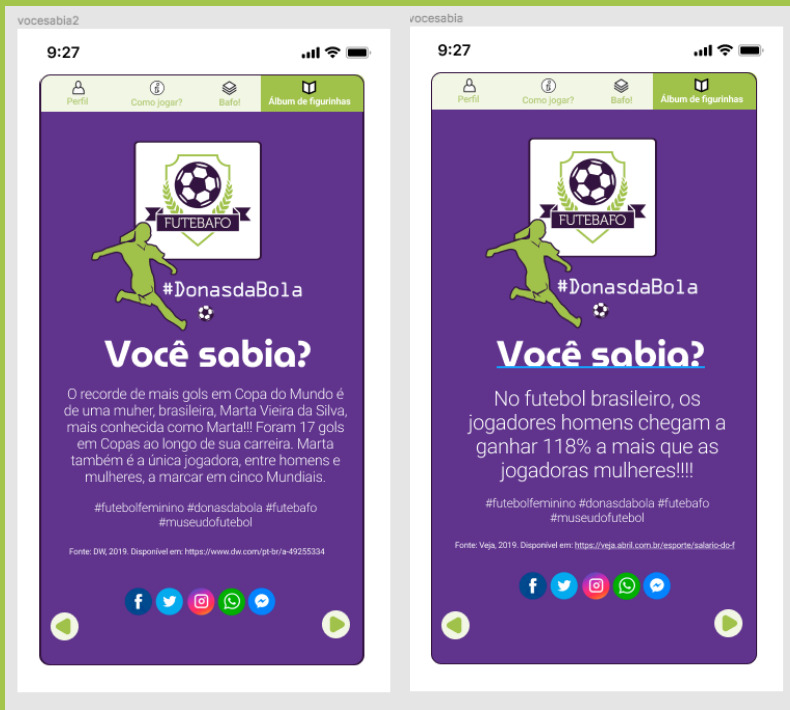 vocesabia2
9:27
Perfil
Como jogar?
Bafo!
Álbum de figurinhas
FUTEBAFO
#DonasdaBola
Você sabia?
O recorde de mais gols em Copa do Mundo é
de uma muher, brasileira, Marta Vieira da Silva,
mais conhecida como Marta!!! Foram 17 gols
em Copas ao longo de sua carreira. Marta
também é a única jogadora, entre homens e
mulheres, a marcar em cinco Mundiais.
#futebolfeminino #donasdabola #futebafo
#museudofutebol
Fonte: DW, 2019. Disponível em: https://www.dw.com/pt-br/a-49255334
vocesabia
9:27
Perfil
Como jogar?
Bafo!
Álbum de figurinhas
FUTEBAFO
#DonasdaBola
Você sabia?
No futebol brasileiro, os
jogadores homens chegam a
ganhar 118% a mais que as
jogadoras mulheres!!!!
#futebolfeminino #donasdabola #futebafo
#museudofutebol
Fonte: Veja, 2019. Disponível em: https://veja.abril.com.br/esporte/salario-do-f